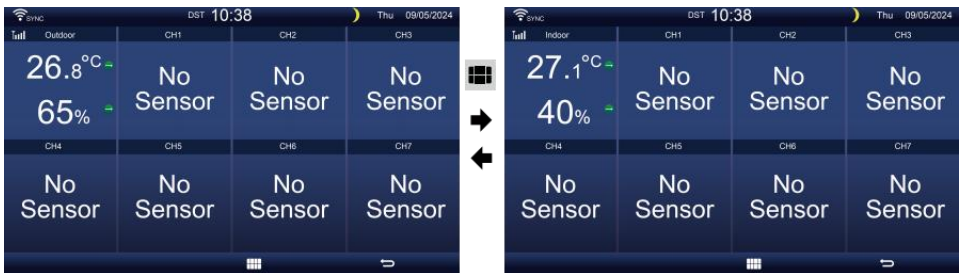 SYNC DST 10:38 Thu 09/05/2024
Outdoor CH1 CH2 CH3
26.8°C No Sensor No Sensor No Sensor
65%
CH4 CH5 CH6 CH7
No Sensor No Sensor No Sensor No Sensor
SYNC DST 10:38 Thu 09/05/2024
Indoor CH1 CH2 CH3
27.1°C No Sensor No Sensor No Sensor
40%
CH4 CH5 CH6 CH7
No Sensor No Sensor No Sensor No Sensor